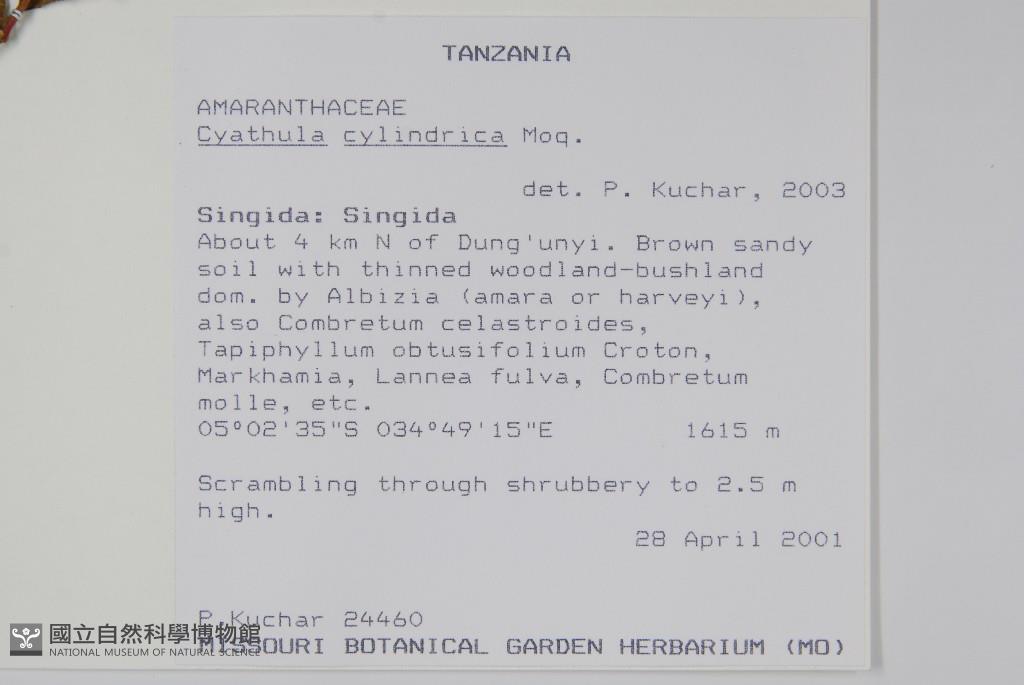 TANZANIA
AMARANTHACEAE
Cyathula cylindrica Moq.
det. P. Kuchar, 2003
Singida: Singida
About 4 km N of Dung'unyi. Brown sandy
soil with thinned woodland-bushland
dom. by Albizia (amara or harveyi),
also Combretum celastroides,
Tapiphyllum obtusifolium Croton,
Markhamia, Lannea fulva, Combretum
molle, etc.
05°02'35"S 034°49'15"E 1615 m
Scrambling through shrubbery to 2.5 m
high.
28 April 2001
P.Kuchar 24460
MISSOURI BOTANICAL GARDEN HERBARIUM (MO)
國立自然科學博物館
NATIONAL MUSEUM OF NATURAL SCIENCE